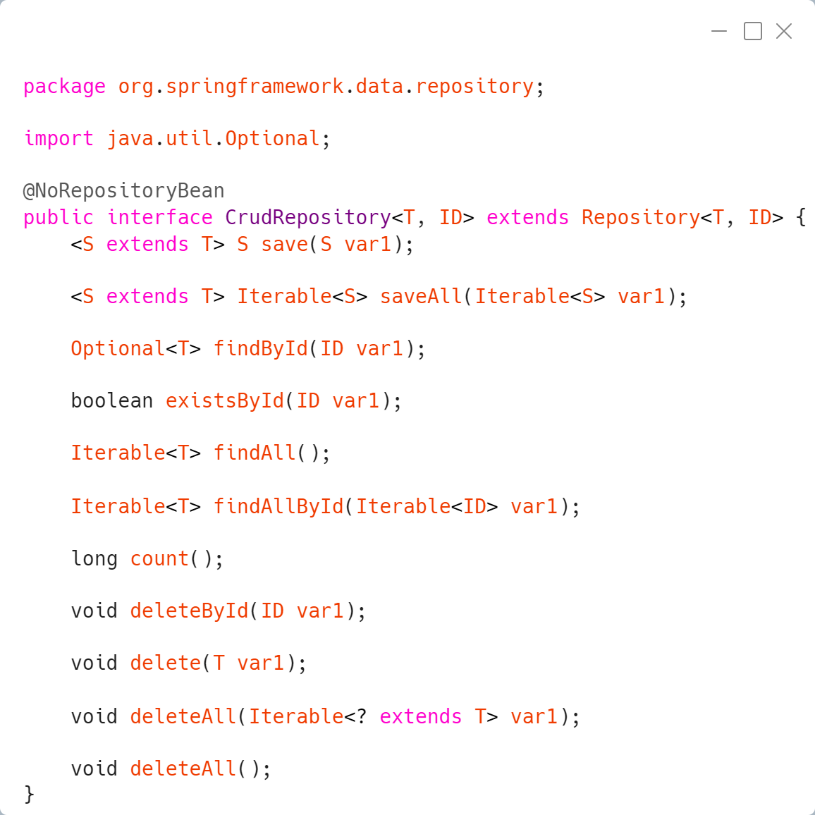 package org.springframework.data.repository;
import java.util.Optional;
@NoRepositoryBean
public interface CrudRepository<T, ID> extends Repository<T, ID> {
    <S extends T> S save(S var1);
    <S extends T> Iterable<S> saveAll(Iterable<S> var1);
    Optional<T> findById(ID var1);
    boolean existsById(ID var1);
    Iterable<T> findAll();
    Iterable<T> findAllById(Iterable<ID> var1);
    long count();
    void deleteById(ID var1);
    void delete(T var1);
    void deleteAll(Iterable<? extends T> var1);
    void deleteAll();
}